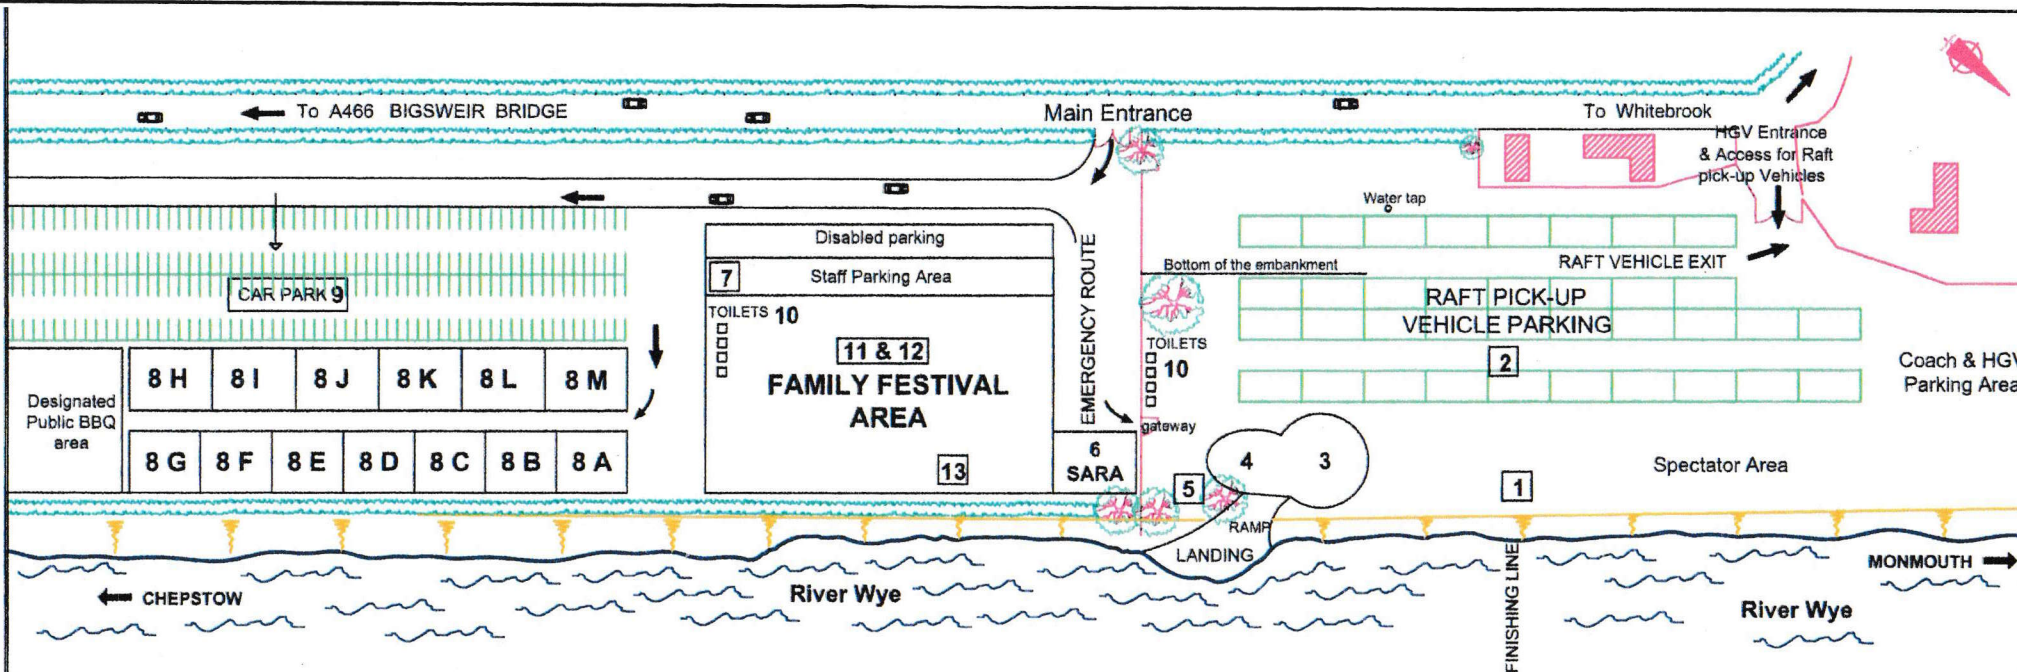 To A466 BIGSWEIR BRIDGE
Main Entrance
To Whitebrook
HGV Entrance
& Access for Raft
pick-up Vehicles
Water tap
Disabled parking
7
Staff Parking Area
EMERGENCY ROUTE
Bottom of the embankment
RAFT VEHICLE EXIT
CAR PARK 9
TOILETS 10
11 & 12
FAMILY FESTIVAL
AREA
13
TOILETS
10
RAFT PICK-UP
VEHICLE PARKING
2
Coach & HGV
Parking Area
Designated
Public BBQ
area
8 H
8 I
8 J
8 K
8 L
8 M
8 G
8 F
8 E
8 D
8 C
8 B
8 A
6
SARA
gateway
4
3
5
1
Spectator Area
RAMP
LANDING
FINISHING LINE
CHEPSTOW
River Wye
MONMOUTH
River Wye